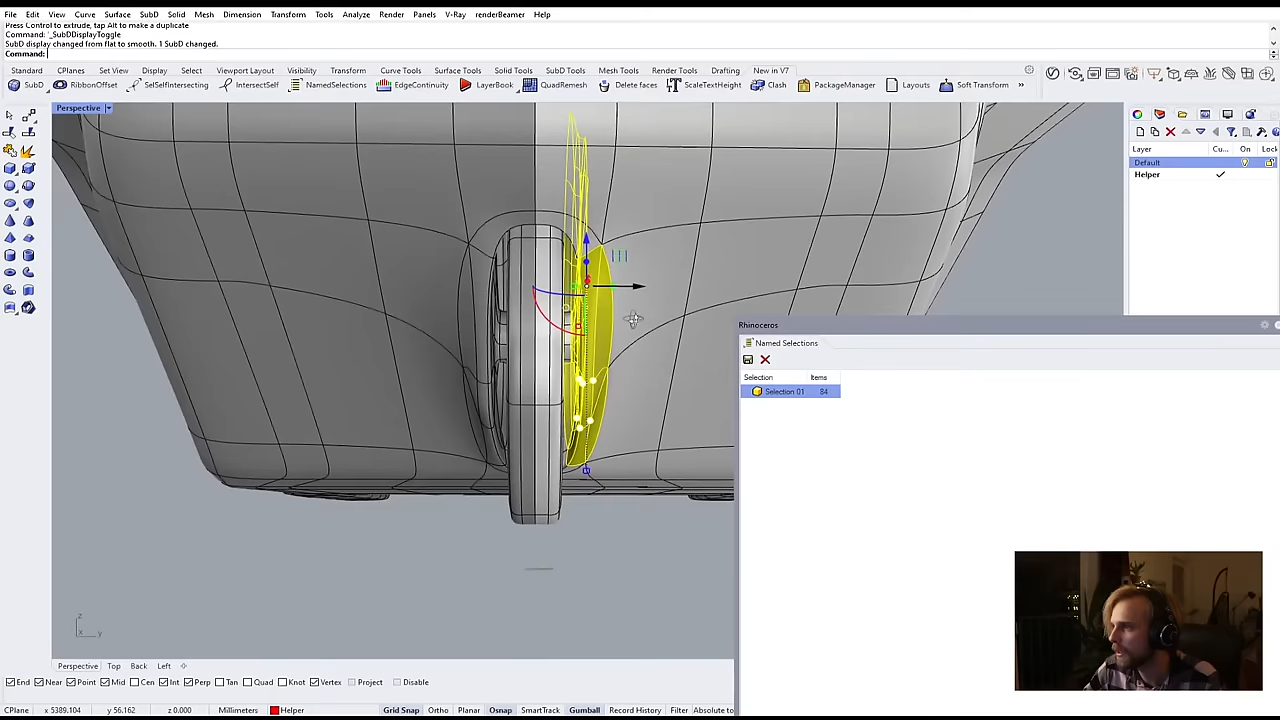 File Edit View Curve Surface SubD Solid Mesh Dimension Transform Tools Analyze Render Panels V-Ray renderBeamer Help
Press Control to extrude, tap Alt to make a duplicate
Command: '_SubDDisplayToggle
SubD display changed from flat to smooth. 1 SubD changed.
Command:
Standard CPlanes Set View Display Select Viewport Layout Visibility Transform Curve Tools Surface Tools Solid Tools SubD Tools Mesh Tools Render Tools Drafting New in V7
SubD RibbonOffset SelSelfIntersecting IntersectSelf NamedSelections EdgeContinuity LayerBook QuadRemesh Delete faces ScaleTextHeight Clash PackageManager Layouts Soft Transform »
Perspective
Layer Cu... On Lock
Default
Helper
Rhinoceros
Named Selections
Selection Items
Selection 01 84
z
x y
Perspective Top Back Left
End Near Point Mid Cen Int Perp Tan Quad Knot Vertex Project Disable
CPlane x 5389.104 y 56.162 z 0.000 Millimeters Helper Grid Snap Ortho Planar Osnap SmartTrack Gumball Record History Filter Absolute to